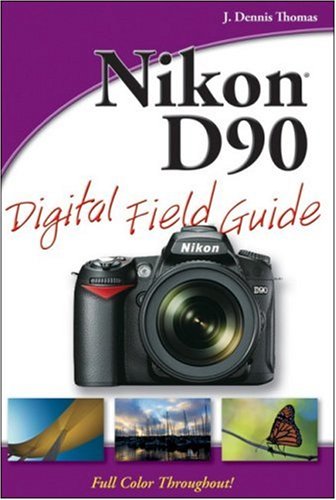 J. Dennis Thomas
Nikon®
D90
Digital Field Guide
Nikon
D90
Full Color Throughout!